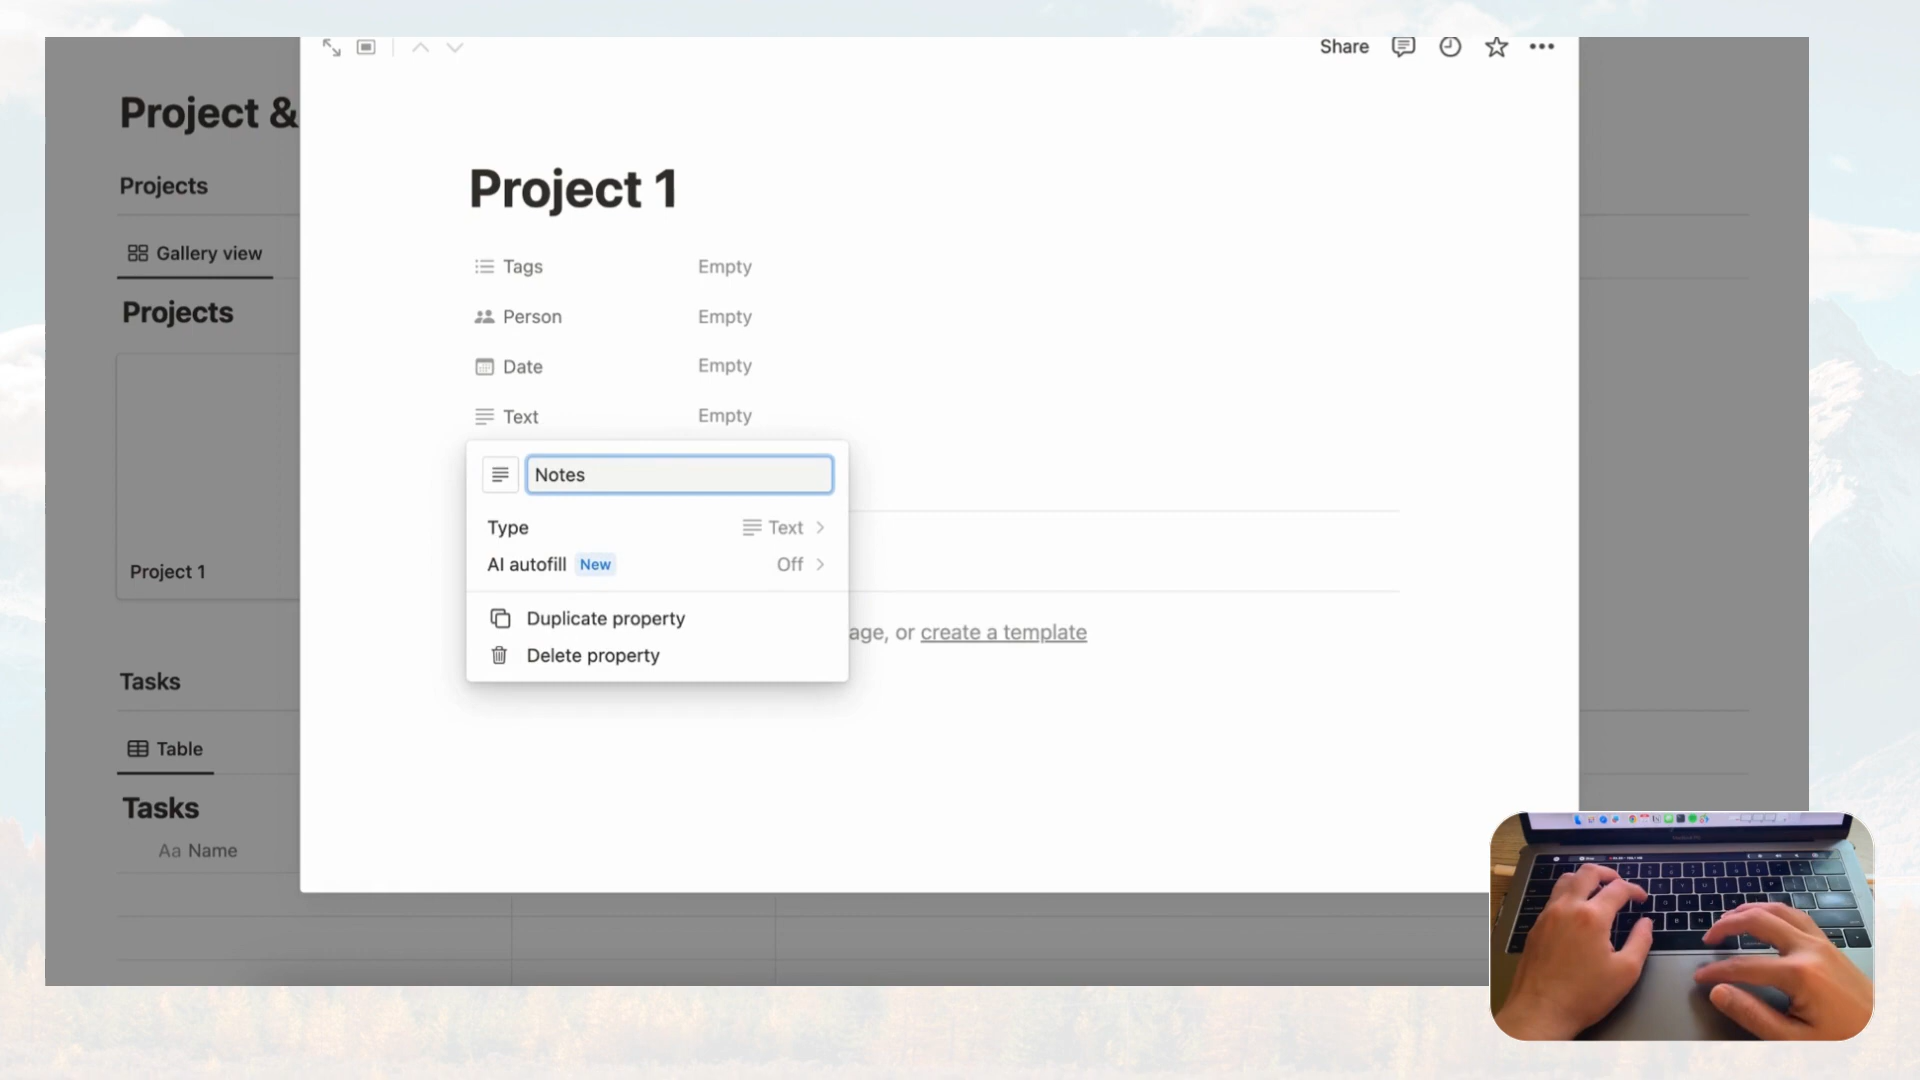 Share
Project &
Projects
Gallery view
Projects
Project 1
Tasks
Table
Tasks
Aa Name
Project 1
Tags Empty
Person Empty
Date Empty
Text Empty
Notes
Type Text
AI autofill New Off
Duplicate property
Delete property
age, or create a template